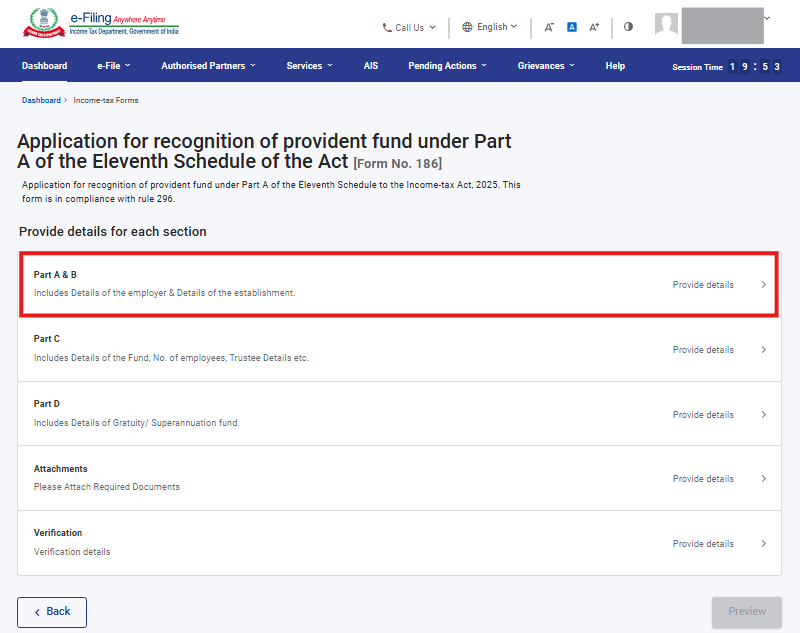 e-Filing Anywhere Anytime
Income Tax Department, Government of India
Call Us
English
A-
A
A+
Dashboard
e-File
Authorised Partners
Services
AIS
Pending Actions
Grievances
Help
Session Time 1 9 : 5 3
Dashboard › Income-tax Forms
Application for recognition of provident fund under Part
A of the Eleventh Schedule of the Act [Form No. 186]
Application for recognition of provident fund under Part A of the Eleventh Schedule to the Income-tax Act, 2025. This
form is in compliance with rule 296.
Provide details for each section
Part A & B
Includes Details of the employer & Details of the establishment.
Provide details
Part C
Includes Details of the Fund, No. of employees, Trustee Details etc.
Provide details
Part D
Includes Details of Gratuity/ Superannuation fund.
Provide details
Attachments
Please Attach Required Documents
Provide details
Verification
Verification details
Provide details
Back
Preview